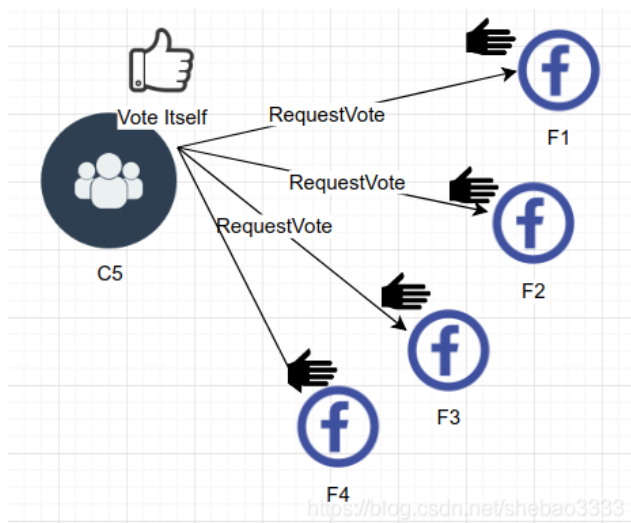 Vote Itself
RequestVote
F1
RequestVote
F2
RequestVote
C5
F3
F4
https://blog.csdn.net/shebao3333